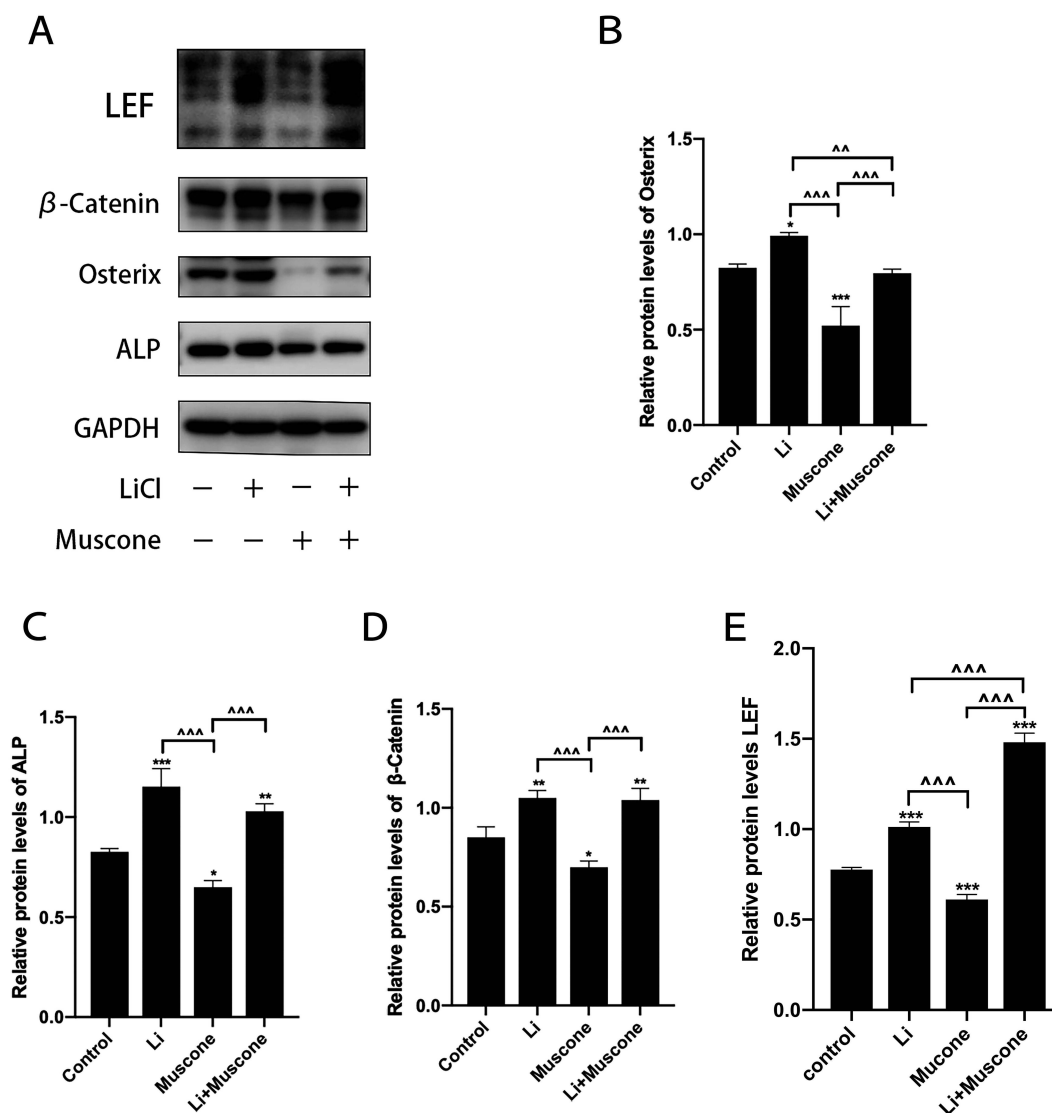 A
LEF
β-Catenin
Osterix
ALP
GAPDH
LiCl − + − +
Muscone − − + +
B
Relative protein levels of Osterix
1.5
1.0
0.5
0.0
^^
^^^
^^^
*
***
Control
Li
Muscone
Li+Muscone
C
Relative protein levels of ALP
1.5
1.0
0.5
0.0
^^^
^^^
***
*
**
Control
Li
Muscone
Li+Muscone
D
Relative protein levels of β-Catenin
1.5
1.0
0.5
0.0
^^^
^^^
**
*
**
Control
Li
Muscone
Li+Muscone
E
Relative protein levels LEF
2.0
1.5
1.0
0.5
0.0
^^^
^^^
^^^
***
***
***
control
Li
Mucone
Li+Muscone